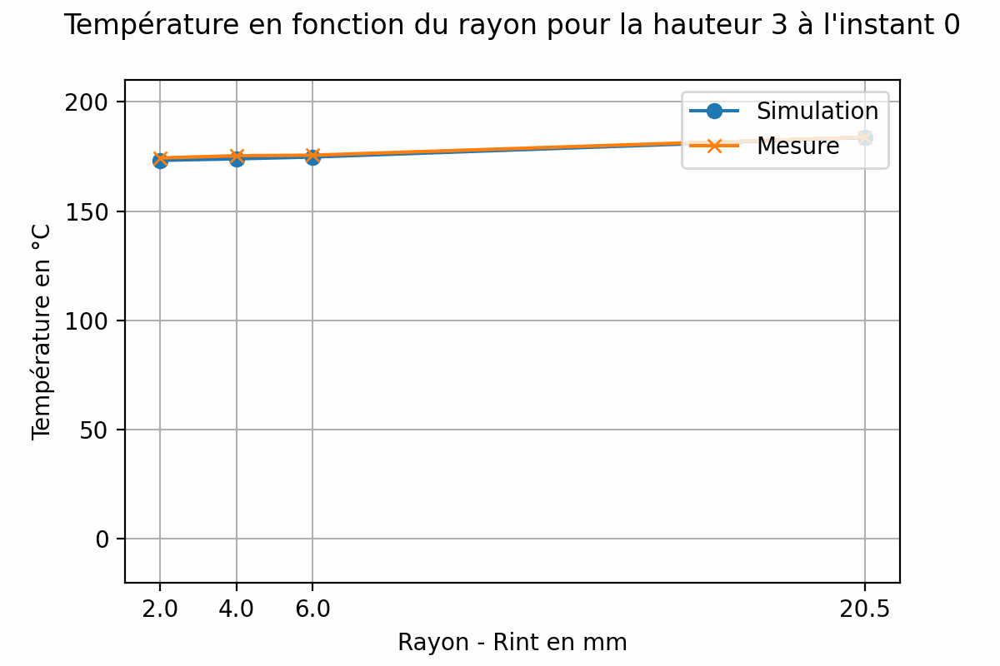 Température en fonction du rayon pour la hauteur 3 à l'instant 0
Simulation
Mesure
200
150
100
50
0
Température en °C
2.0 4.0 6.0 20.5
Rayon - Rint en mm